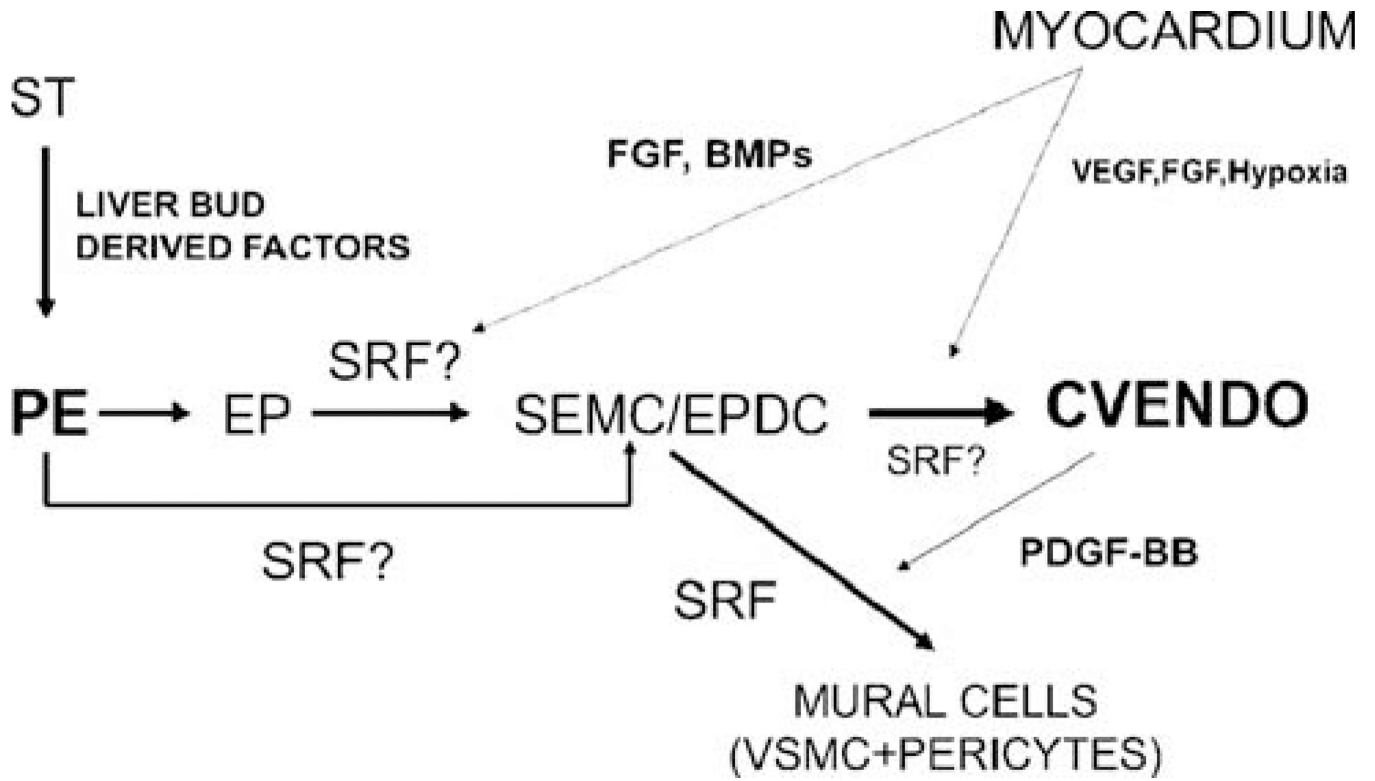 MYOCARDIUM
ST
FGF, BMPs
VEGF,FGF,Hypoxia
LIVER BUD
DERIVED FACTORS
SRF?
PE
EP
SEMC/EPDC
CVENDO
SRF?
SRF?
PDGF-BB
SRF
MURAL CELLS
(VSMC+PERICYTES)